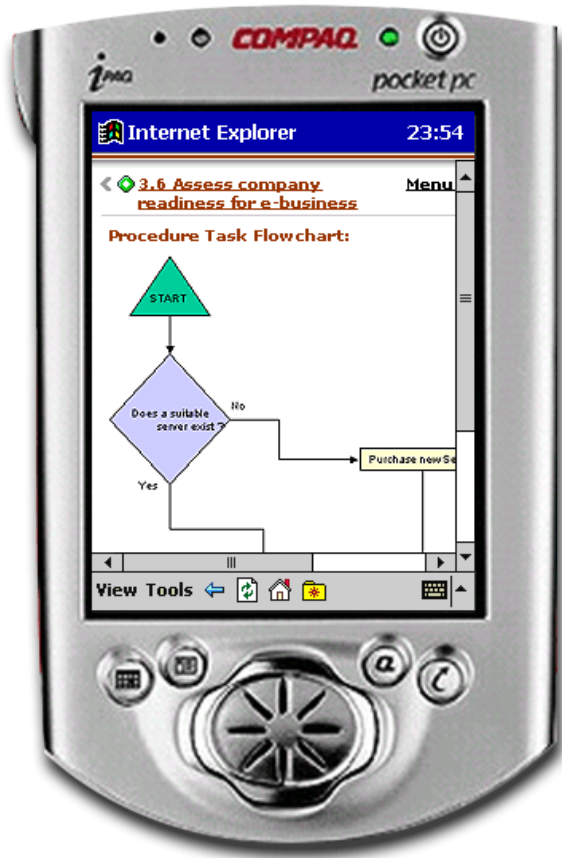 COMPAQ
iPAQ
pocket pc
Internet Explorer 23:54
3.6 Assess company Menu
readiness for e-business
Procedure Task Flowchart:
START
Does a suitable
server exist ?
No
Purchase new Se
Yes
View Tools
a